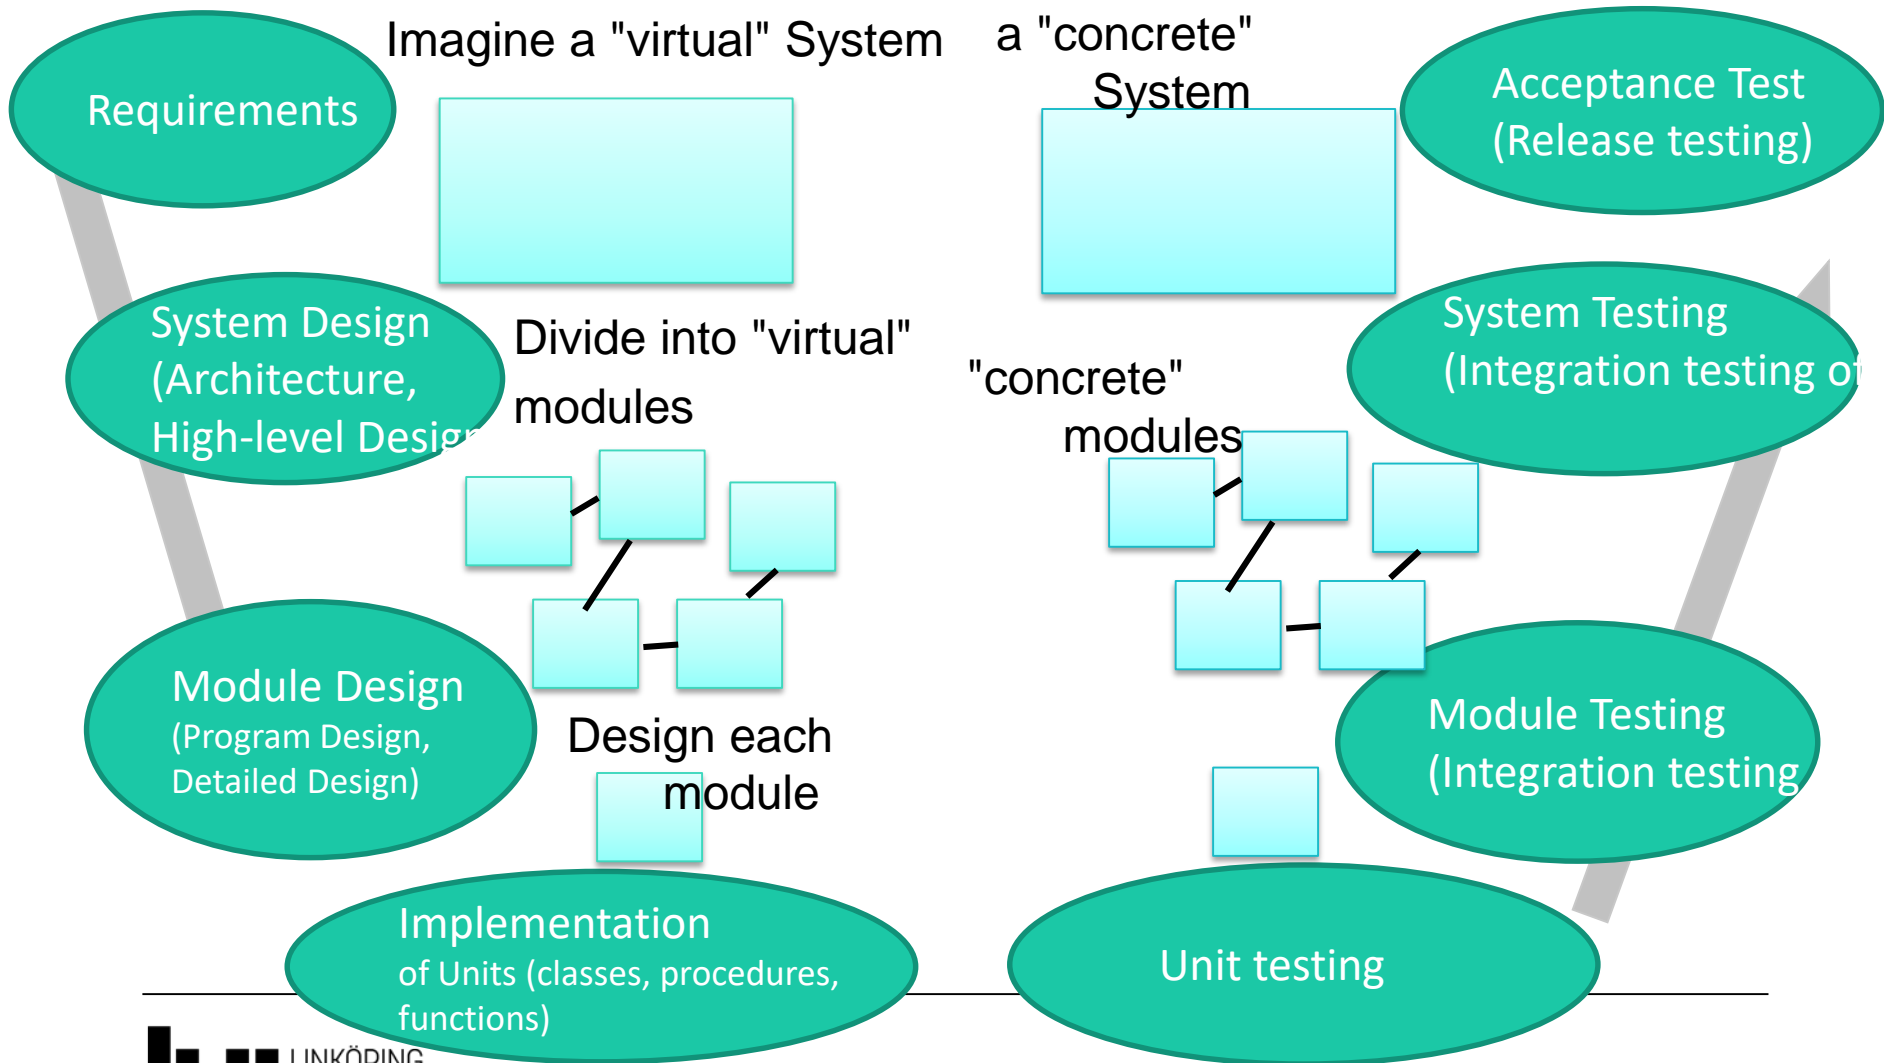 Requirements
Imagine a "virtual" System
a "concrete"
System
Acceptance Test
(Release testing)
System Design
(Architecture,
High-level Design
Divide into "virtual"
modules
"concrete"
modules
System Testing
(Integration testing of
Module Design
(Program Design,
Detailed Design)
Design each
module
Module Testing
(Integration testing
Implementation
of Units (classes, procedures,
functions)
Unit testing
LINKÖPING